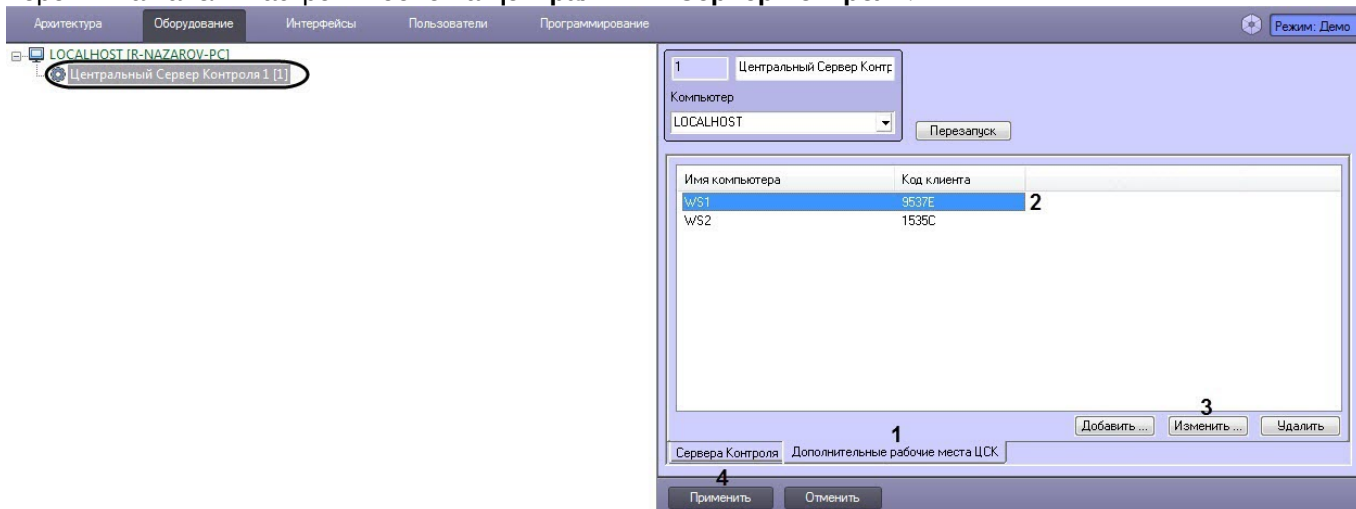 Архитектура Оборудование Интерфейсы Пользователи Программирование Режим: Демо
LOCALHOST [R-NAZAROV-PC]
Центральный Сервер Контроля 1 [1]
1 Центральный Сервер Контр
Компьютер
LOCALHOST
Перезапуск
Имя компьютера Код клиента
WS1 9537E 2
WS2 1535C
3
Добавить ... Изменить ... Удалить
1
Сервера Контроля Дополнительные рабочие места ЦСК
4
Применить Отменить